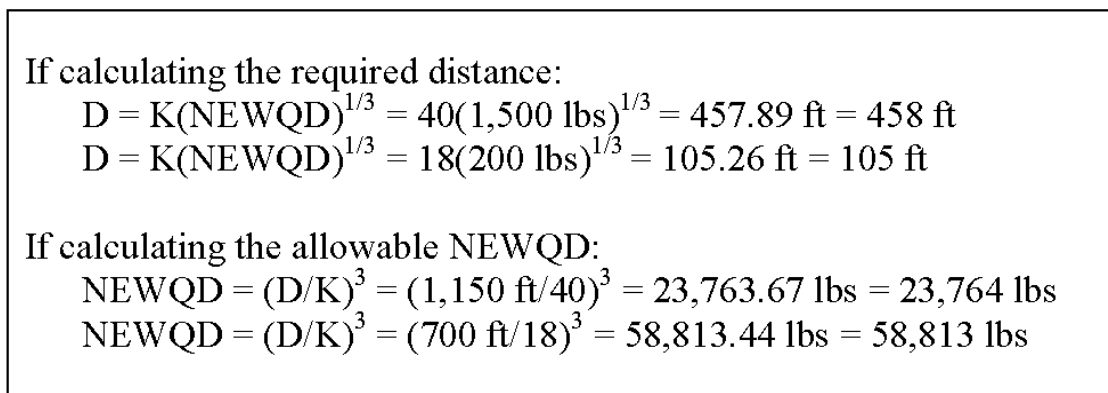 If calculating the required distance:
D = K(NEWQD)^{1/3} = 40(1,500 lbs)^{1/3} = 457.89 ft = 458 ft
D = K(NEWQD)^{1/3} = 18(200 lbs)^{1/3} = 105.26 ft = 105 ft
If calculating the allowable NEWQD:
NEWQD = (D/K)^3 = (1,150 ft/40)^3 = 23,763.67 lbs = 23,764 lbs
NEWQD = (D/K)^3 = (700 ft/18)^3 = 58,813.44 lbs = 58,813 lbs